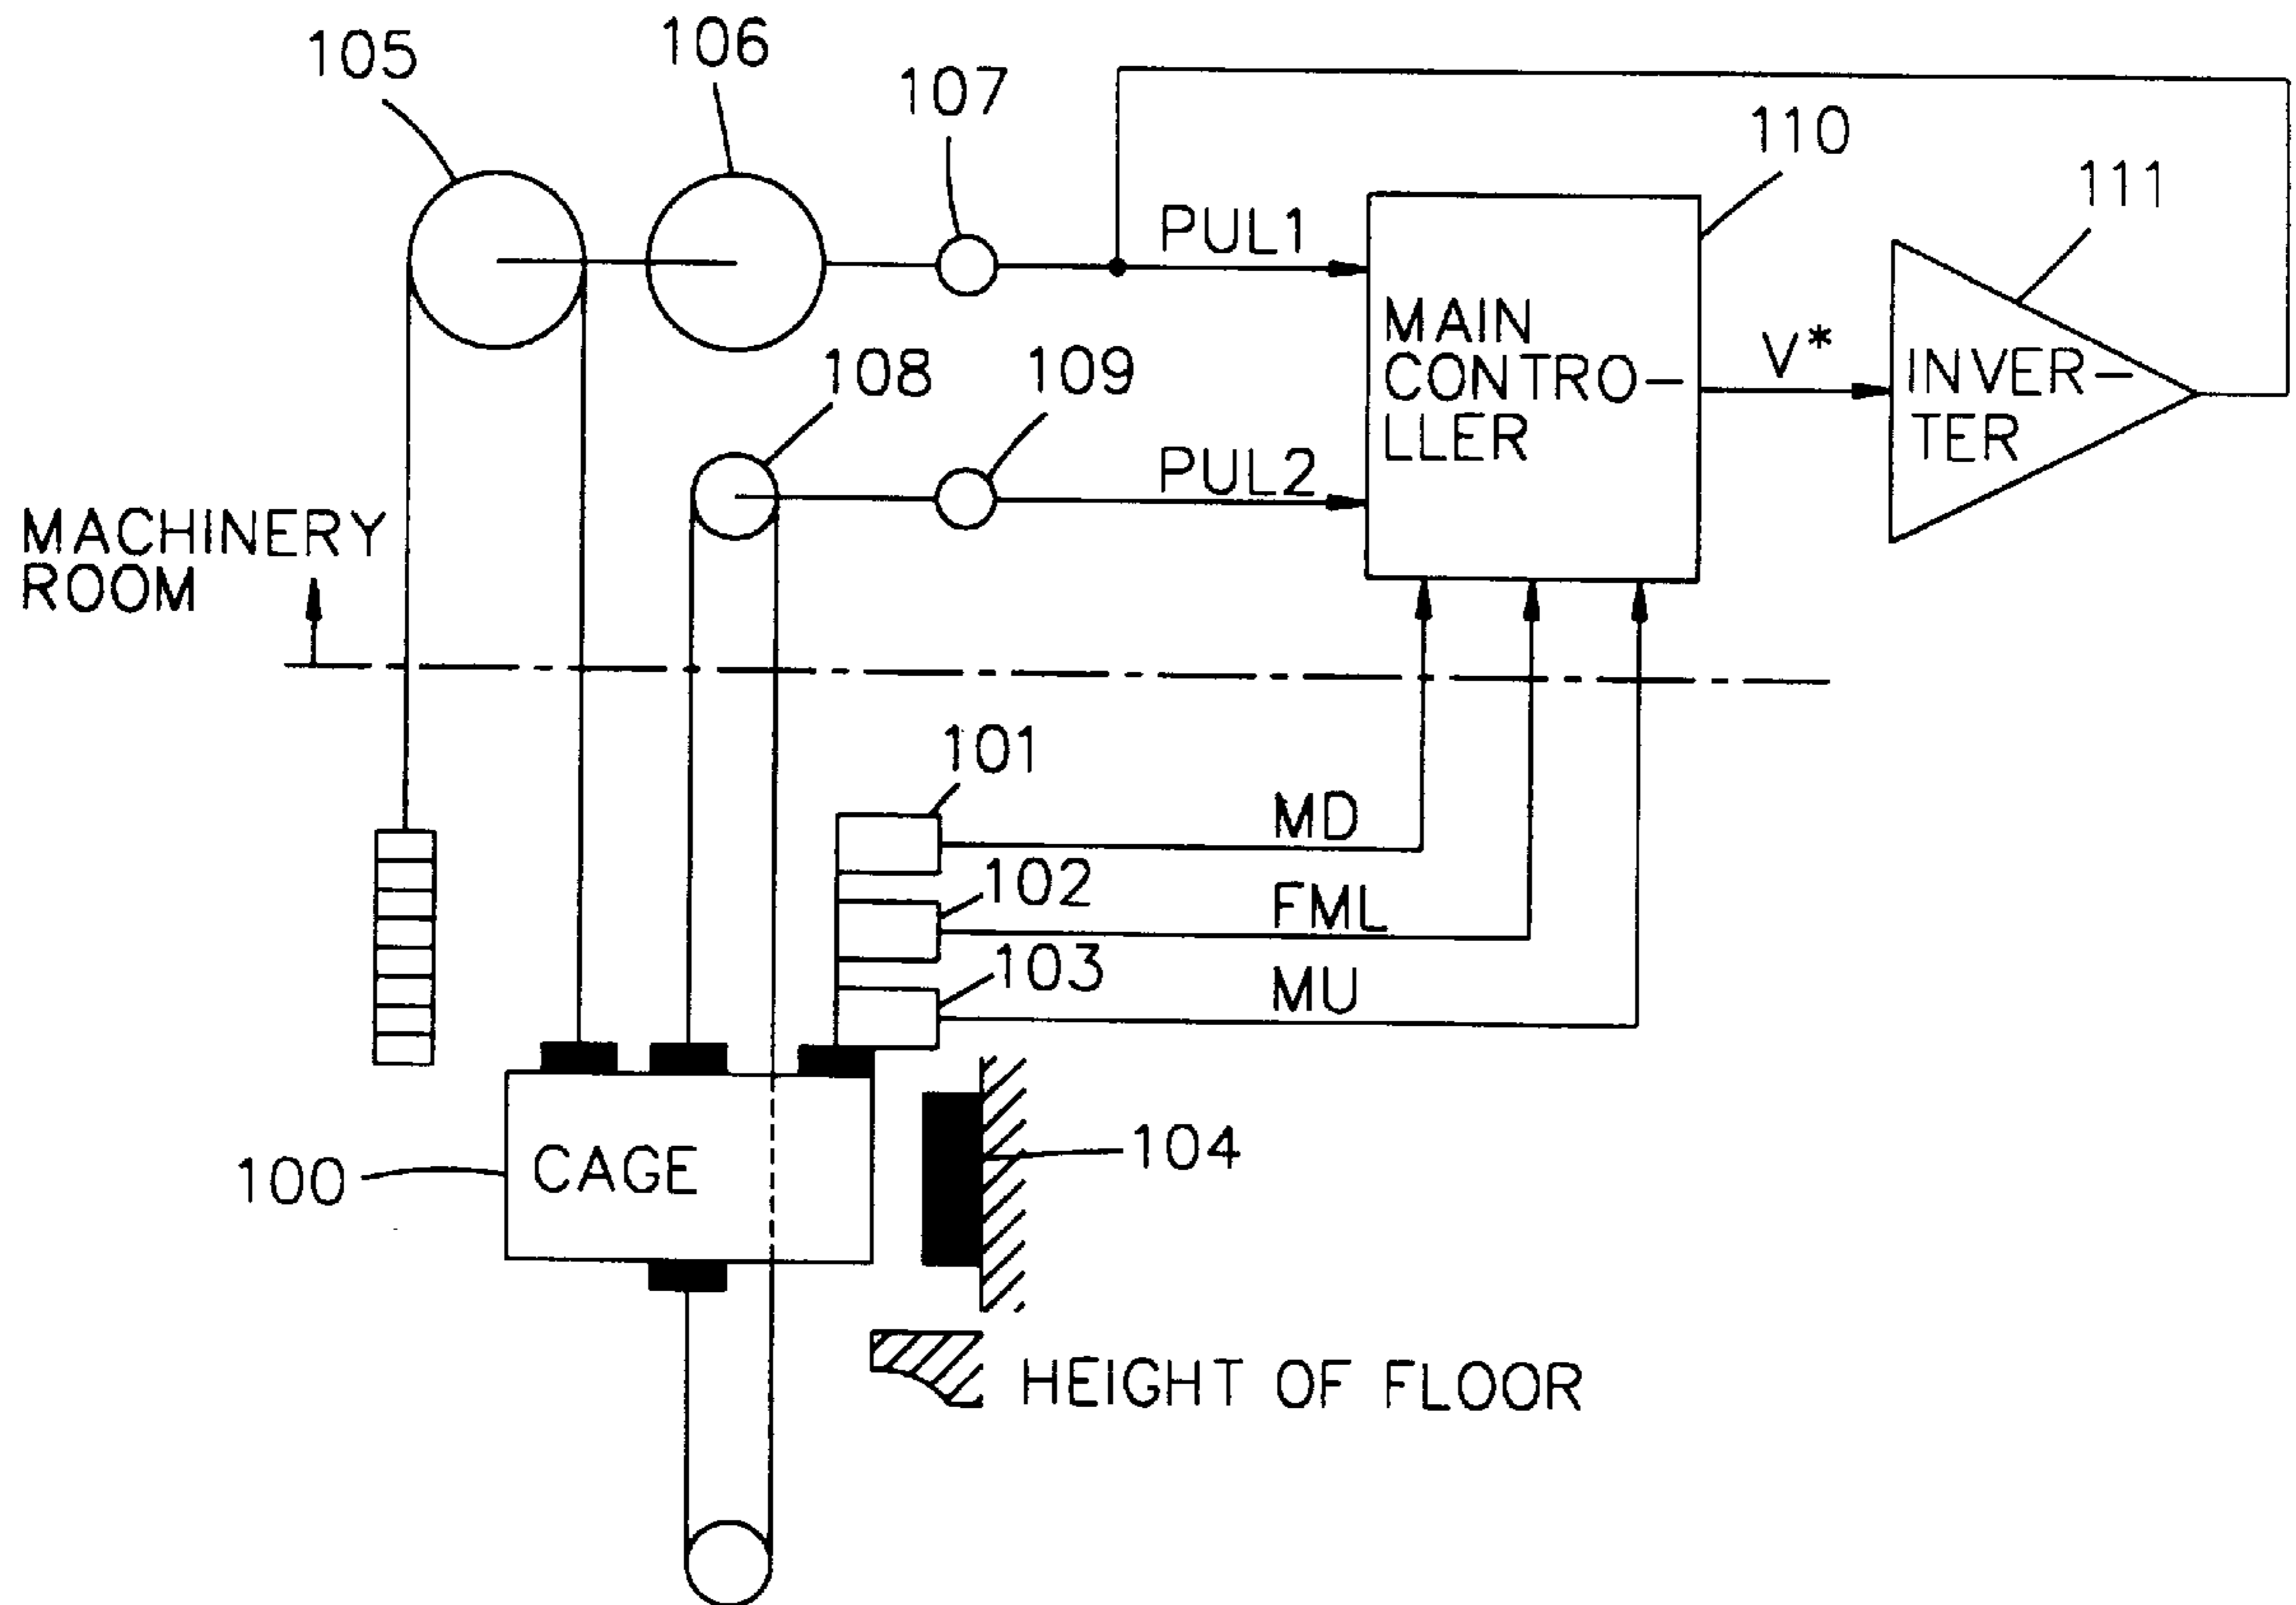 105
106
107
110
111
PUL1
MAIN
CONTRO-
LLER
V*
INVER-
TER
108
109
PUL2
MACHINERY
ROOM
101
MD
102
FML
103
MU
100
CAGE
104
HEIGHT OF FLOOR